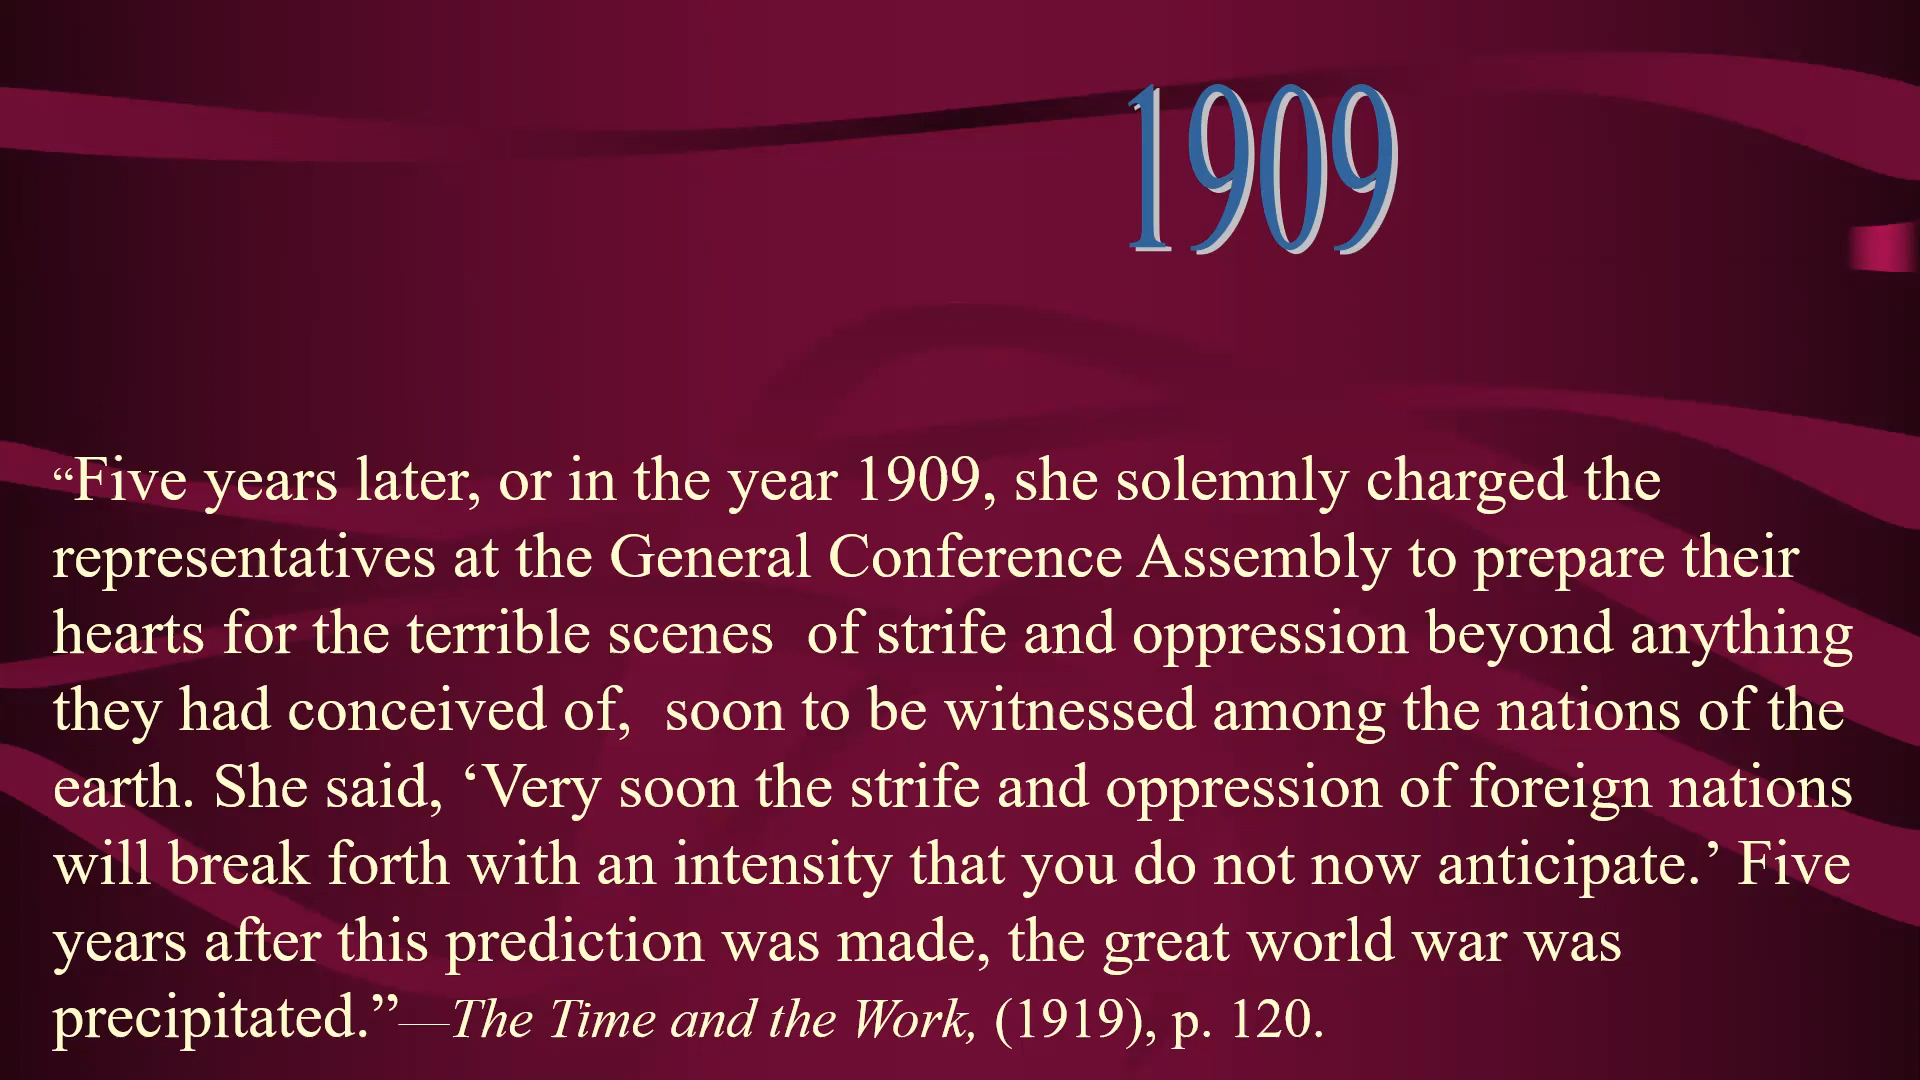 1909
“Five years later, or in the year 1909, she solemnly charged the
representatives at the General Conference Assembly to prepare their
hearts for the terrible scenes  of strife and oppression beyond anything
they had conceived of,  soon to be witnessed among the nations of the
earth. She said, ‘Very soon the strife and oppression of foreign nations
will break forth with an intensity that you do not now anticipate.’ Five
years after this prediction was made, the great world war was
precipitated.”—The Time and the Work, (1919), p. 120.